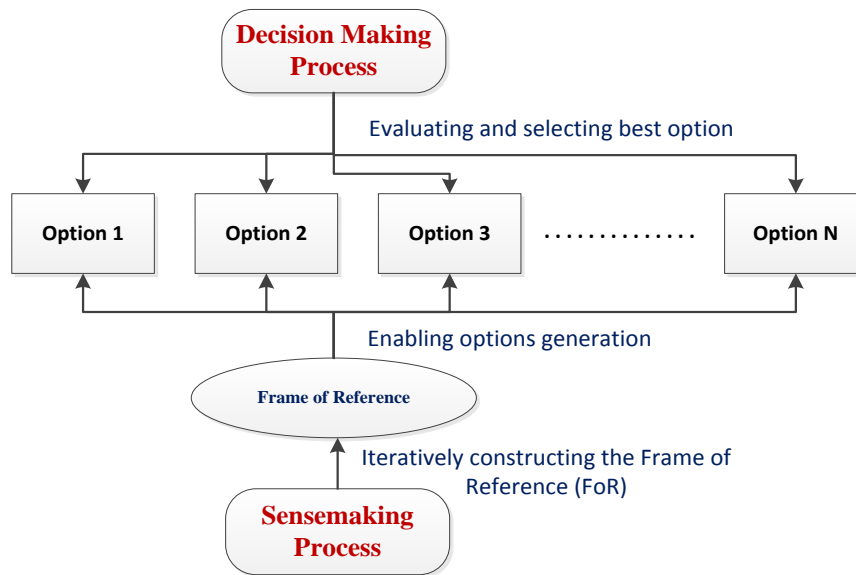 Decision Making
Process
Evaluating and selecting best option
Option 1
Option 2
Option 3
..............
Option N
Enabling options generation
Frame of Reference
Iteratively constructing the Frame of
Reference (FoR)
Sensemaking
Process